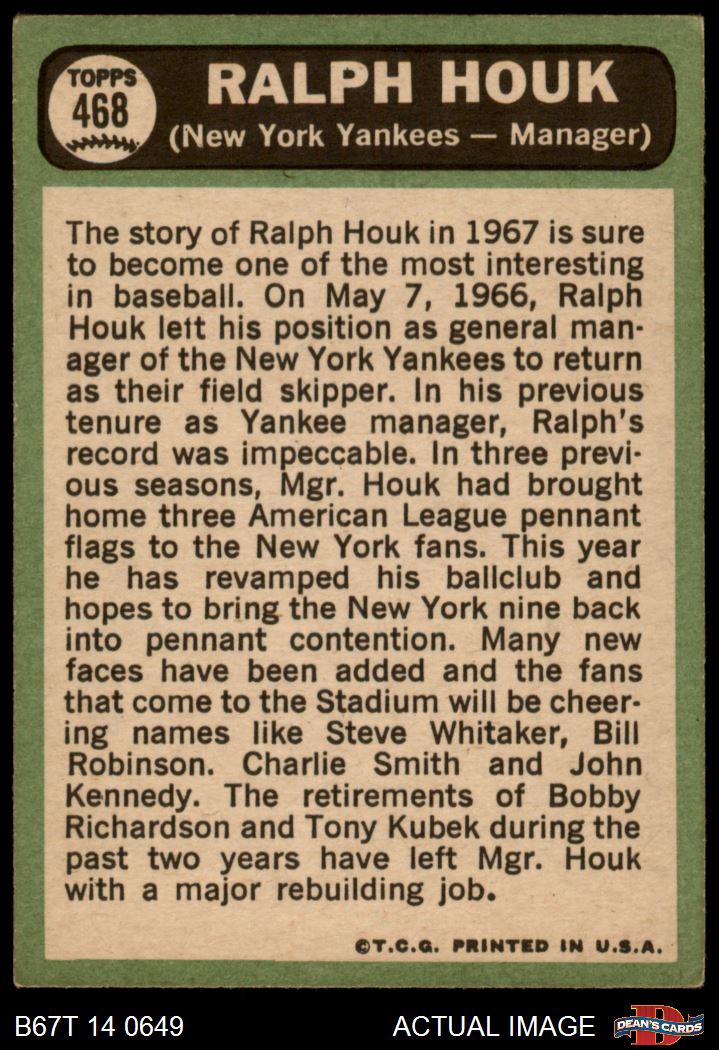 TOPPS
468
RALPH HOUK
(New York Yankees — Manager)
The story of Ralph Houk in 1967 is sure
to become one of the most interesting
in baseball. On May 7, 1966, Ralph
Houk left his position as general man-
ager of the New York Yankees to return
as their field skipper. In his previous
tenure as Yankee manager, Ralph's
record was impeccable. In three previ-
ous seasons, Mgr. Houk had brought
home three American League pennant
flags to the New York fans. This year
he has revamped his ballclub and
hopes to bring the New York nine back
into pennant contention. Many new
faces have been added and the fans
that come to the Stadium will be cheer-
ing names like Steve Whitaker, Bill
Robinson. Charlie Smith and John
Kennedy. The retirements of Bobby
Richardson and Tony Kubek during the
past two years have left Mgr. Houk
with a major rebuilding job.
©T.C.G. PRINTED IN U.S.A.
B67T 14 0649
ACTUAL IMAGE
D
DEAN'S CARDS